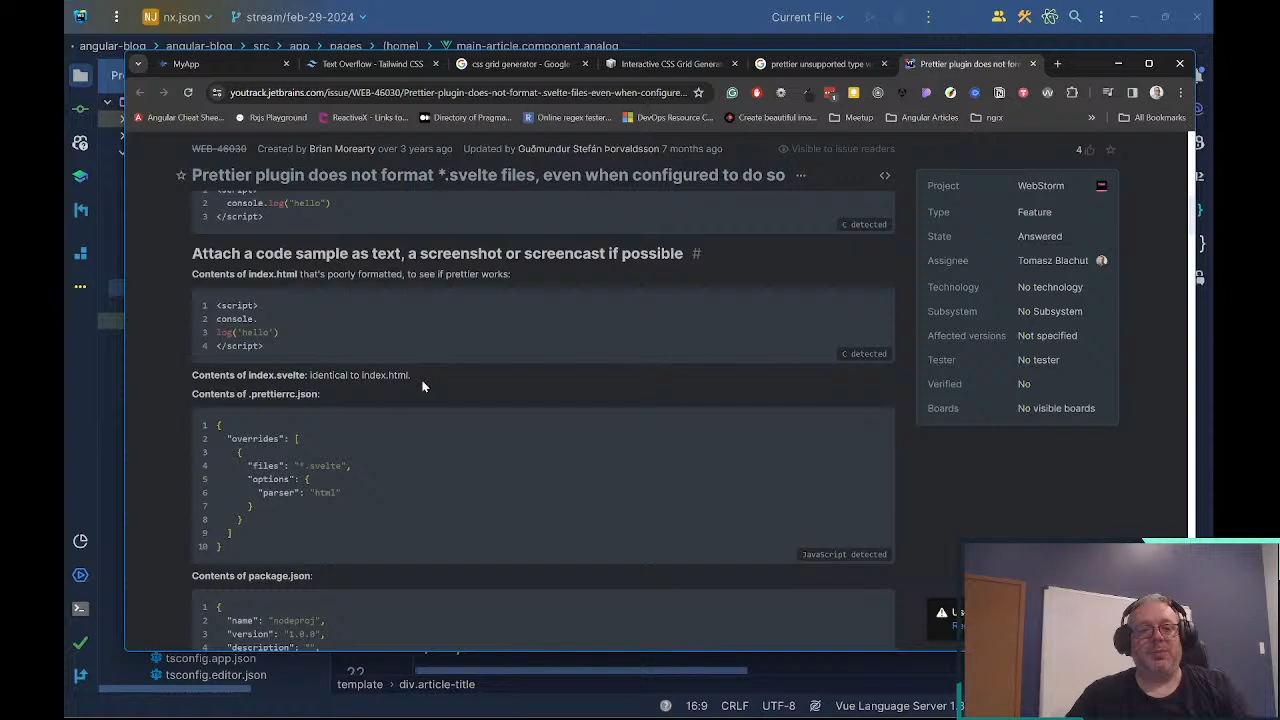 nx.json
stream/feb-29-2024
Current File
angular-blog
angular-blog
src
app
pages
(home)
main-article.component.analog
Pr
MyApp
Text Overflow - Tailwind CSS
css grid generator - Google
Interactive CSS Grid Genera
prettier unsupported type w
Prettier plugin does not form
youtrack.jetbrains.com/issue/WEB-46030/Prettier-plugin-does-not-format-.svelte-files-even-when-configure...
Angular Cheet Shee...
Rxjs Playground
ReactiveX - Links to...
Directory of Pragma...
Online regex tester...
DevOps Resource C...
Create beautiful ima...
Meetup
Angular Articles
ngrx
All Bookmarks
WEB-46030 Created by Brian Morearty over 3 years ago Updated by Guðmundur Stefán Þorvaldsson 7 months ago
Visible to issue readers
4
Prettier plugin does not format *.svelte files, even when configured to do so
2 console.log("hello")
3 </script>
C detected
Attach a code sample as text, a screenshot or screencast if possible #
Contents of index.html that's poorly formatted, to see if prettier works:
1 <script>
2 console.
3 log('hello')
4 </script>
C detected
Contents of index.svelte: identical to index.html.
Contents of .prettierrc.json:
1 {
2 "overrides": [
3 {
4 "files": "*.svelte",
5 "options": {
6 "parser": "html"
7 }
8 }
9 ]
10 }
JavaScript detected
Contents of package.json:
1 {
2 "name": "nodeproj",
3 "version": "1.0.0",
4 "description": "",
Project WebStorm
Type Feature
State Answered
Assignee Tomasz Blachut
Technology No technology
Subsystem No Subsystem
Affected versions Not specified
Tester No tester
Verified No
Boards No visible boards
tsconfig.app.json
tsconfig.editor.json
22
template
div.article-title
16:9
CRLF
UTF-8
Vue Language Server 1.8